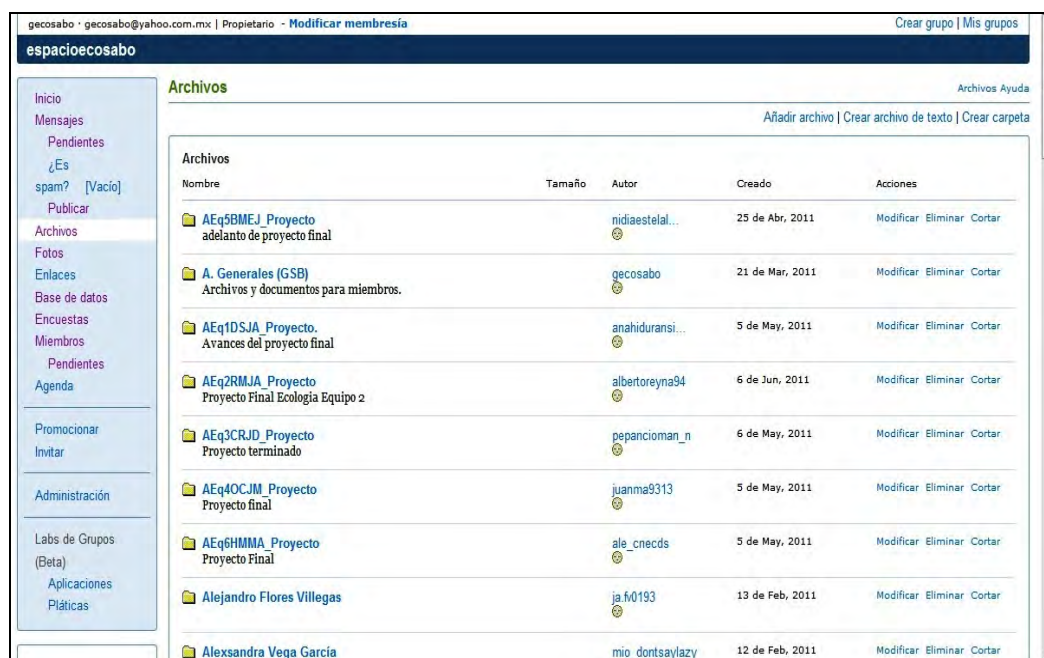 gecosabo · gecosabo@yahoo.com.mx | Propietario - Modificar membresía
Crear grupo | Mis grupos
espacioecosabo
Inicio
Mensajes
Pendientes
¿Es
spam? [Vacío]
Publicar
Archivos
Fotos
Enlaces
Base de datos
Encuestas
Miembros
Pendientes
Agenda
Promocionar
Invitar
Administración
Labs de Grupos
(Beta)
Aplicaciones
Pláticas
Archivos
Archivos Ayuda
Añadir archivo | Crear archivo de texto | Crear carpeta
Archivos
Nombre Tamaño Autor Creado Acciones
AEq5BMEJ_Proyecto nidiaestelal... 25 de Abr, 2011 Modificar Eliminar Cortar
adelanto de proyecto final
A. Generales (GSB) gecosabo 21 de Mar, 2011 Modificar Eliminar Cortar
Archivos y documentos para miembros.
AEq1DSJA_Proyecto. anahiduransi... 5 de May, 2011 Modificar Eliminar Cortar
Avances del proyecto final
AEq2RMJA_Proyecto albertoreyna94 6 de Jun, 2011 Modificar Eliminar Cortar
Proyecto Final Ecologia Equipo 2
AEq3CRJD_Proyecto pepancioman_n 6 de May, 2011 Modificar Eliminar Cortar
Proyecto terminado
AEq4OCJM_Proyecto juanma9313 5 de May, 2011 Modificar Eliminar Cortar
Proyecto final
AEq6HMMA_Proyecto ale_cnecds 5 de May, 2011 Modificar Eliminar Cortar
Proyecto Final
Alejandro Flores Villegas ja.fv0193 13 de Feb, 2011 Modificar Eliminar Cortar
Alexsandra Vega García mio_dontsaylazy 12 de Feb, 2011 Modificar Eliminar Cortar